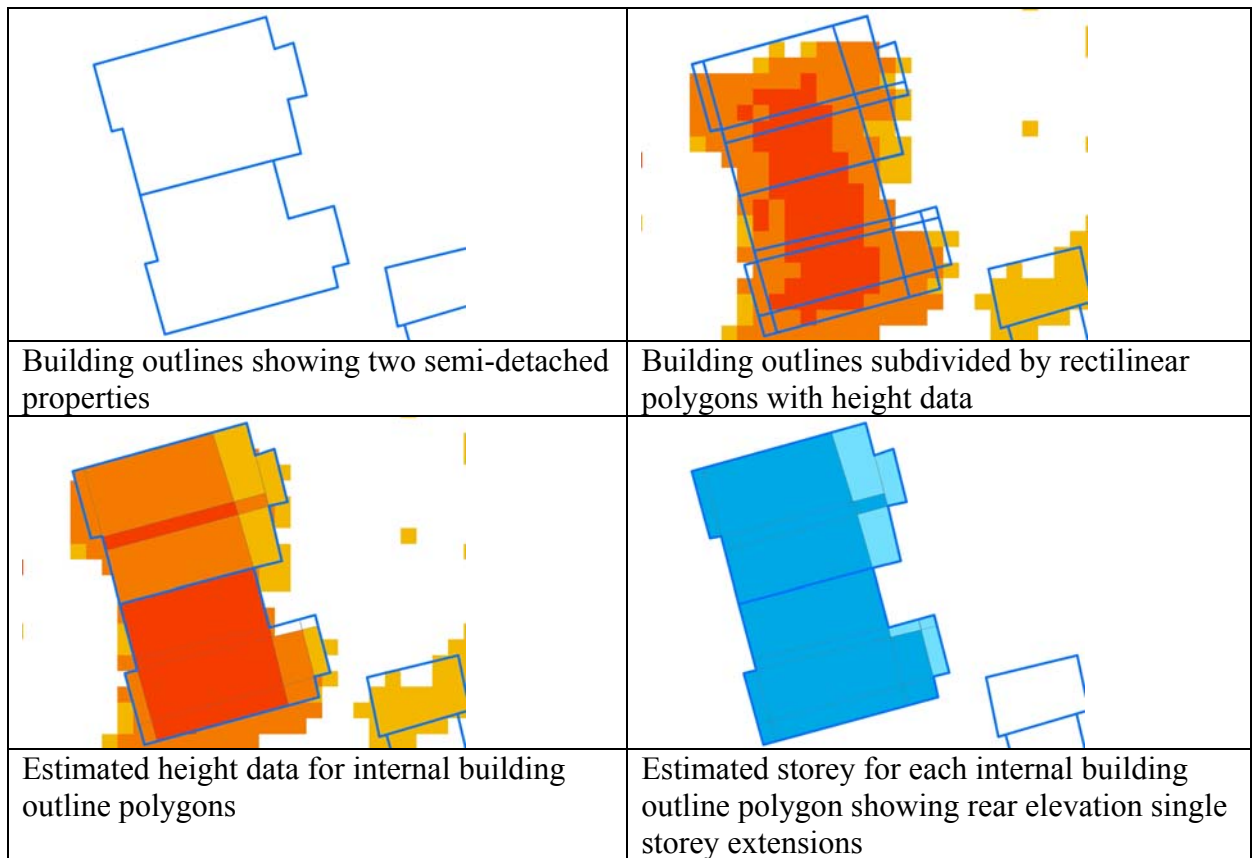 Building outlines showing two semi-detached
properties
Building outlines subdivided by rectilinear
polygons with height data
Estimated height data for internal building
outline polygons
Estimated storey for each internal building
outline polygon showing rear elevation single
storey extensions